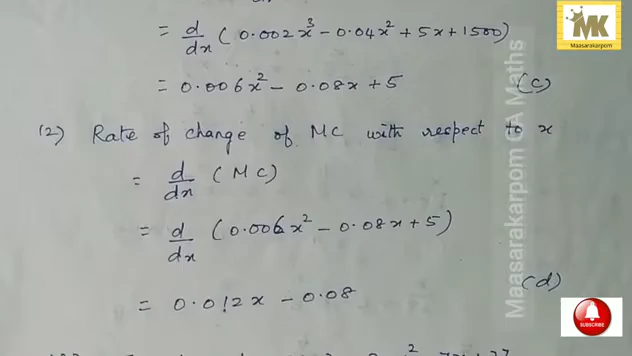 MK
Maasarakarpom
= d/dx (0.002x³ - 0.04x² + 5x + 1500)
= 0.006x² - 0.08x + 5 (c)
(2) Rate of change of MC with respect to x
= d/dx (MC)
= d/dx (0.006x² - 0.08x + 5)
= 0.012x - 0.08 (d)
Maasarakarpom CA Maths
SUBSCRIBE